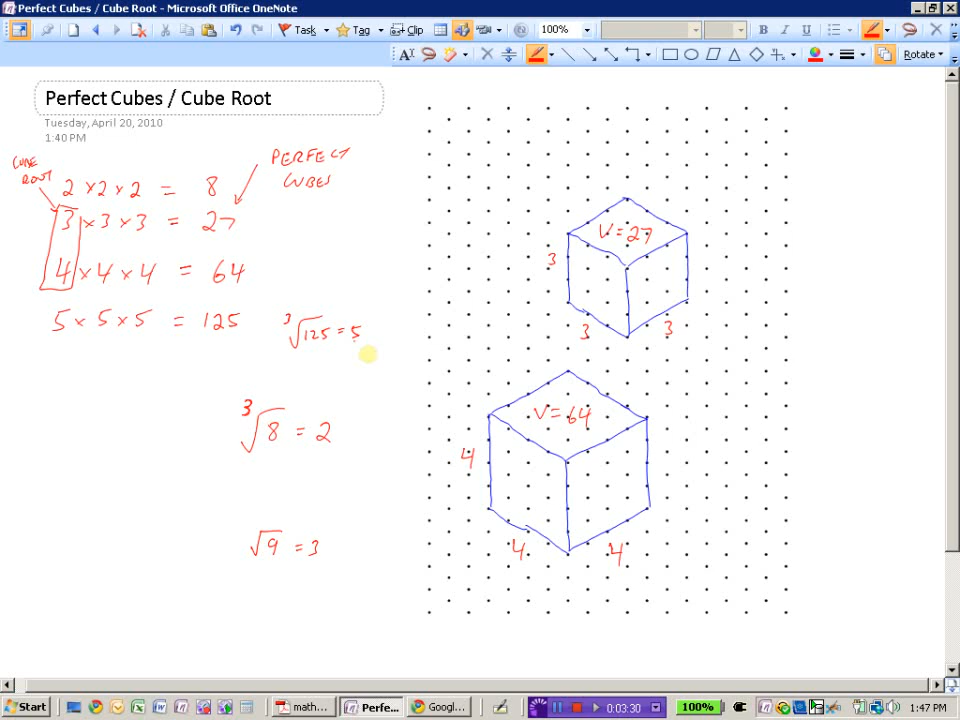 Perfect Cubes / Cube Root - Microsoft Office OneNote
Task
Tag
Clip
100%
B I U
Rotate
Perfect Cubes / Cube Root
Tuesday, April 20, 2010
1:40 PM
CUBE
ROOT
PERFECT
CUBES
2 × 2 × 2 = 8
3 × 3 × 3 = 27
4 × 4 × 4 = 64
5 × 5 × 5 = 125
³√125 = 5
³√8 = 2
√9 = 3
V=27
3
3
3
V=64
4
4
4
Start
math...
Perfe...
Googl...
0:03:30
100%
1:47 PM